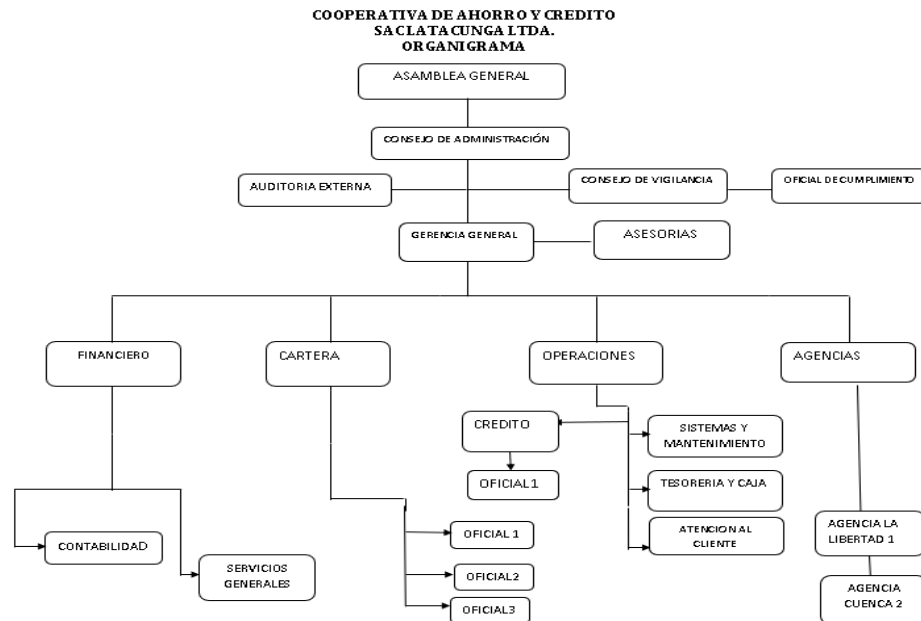 COOPERATIVA DE AHORRO Y CREDITO
SAC LATACUNGA LTDA.
ORGANIGRAMA
ASAMBLEA GENERAL
CONSEJO DE ADMINISTRACIÓN
AUDITORIA EXTERNA
CONSEJO DE VIGILANCIA
OFICIAL DE CUMPLIMIENTO
GERENCIA GENERAL
ASESORIAS
FINANCIERO
CARTERA
OPERACIONES
AGENCIAS
CREDITO
SISTEMAS Y
MANTENIMIENTO
OFICIAL 1
TESORERIA Y CAJA
CONTABILIDAD
SERVICIOS
GENERALES
OFICIAL 1
OFICIAL2
OFICIAL3
ATENCION AL
CLIENTE
AGENCIA LA
LIBERTAD 1
AGENCIA
CUENCA 2